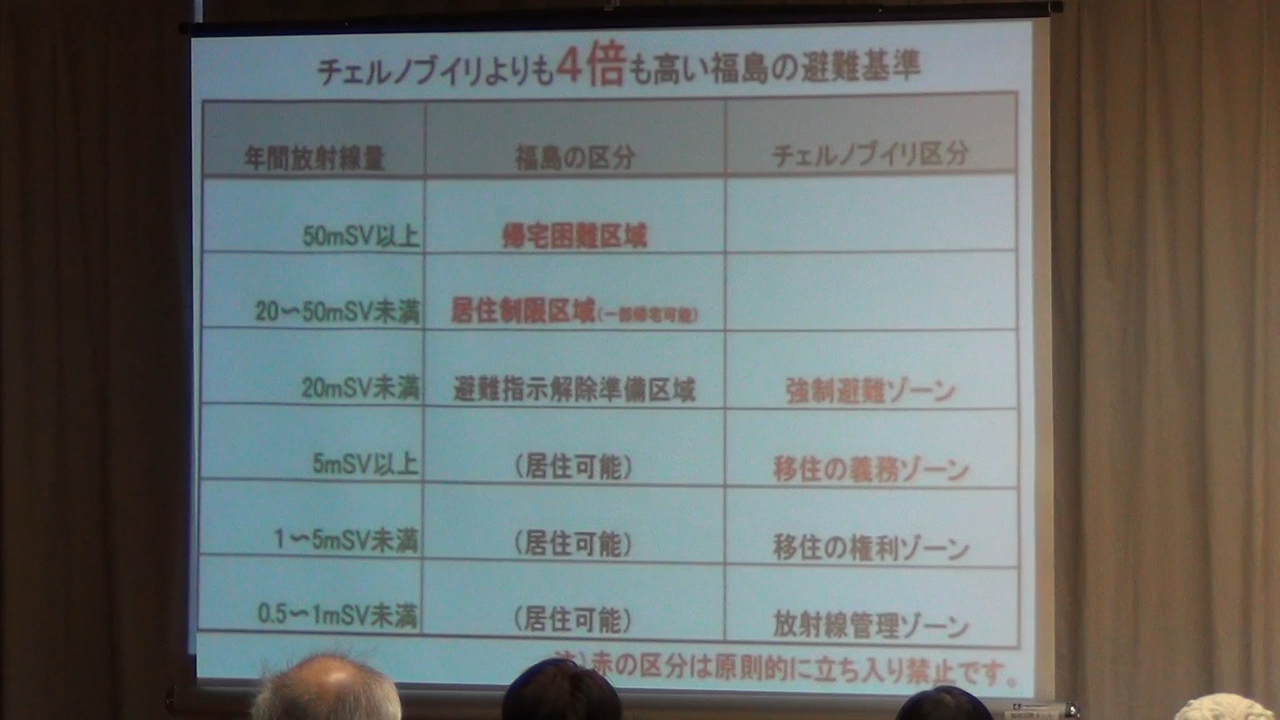 チェルノブイリよりも4倍も高い福島の避難基準
年間放射線量 福島の区分 チェルノブイリ区分
50mSV以上 帰宅困難区域
20～50mSV未満 居住制限区域(一部帰宅可能)
20mSV未満 避難指示解除準備区域 強制避難ゾーン
5mSV以上 (居住可能) 移住の義務ゾーン
1～5mSV未満 (居住可能) 移住の権利ゾーン
0.5～1mSV未満 (居住可能) 放射線管理ゾーン
注)赤の区分は原則的に立ち入り禁止です。